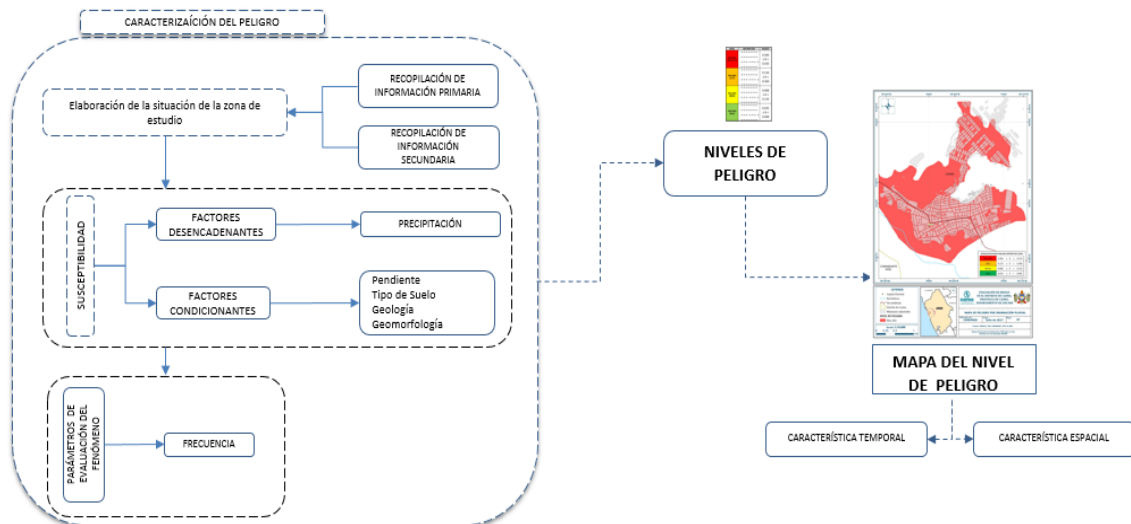 CARACTERIZAÍCIÓN DEL PELIGRO
Elaboración de la situación de la zona de
estudio
RECOPILACIÓN DE
INFORMACIÓN PRIMARIA
RECOPILACIÓN DE
INFORMACIÓN
SECUNDARIA
SUSCEPTIBILIDAD
FACTORES
DESENCADENANTES
PRECIPITACIÓN
FACTORES
CONDICIONANTES
Pendiente
Tipo de Suelo
Geología
Geomorfología
PARÁMETROS DE
EVALUACIÓN DEL
FENÓMENO
FRECUENCIA
NIVELES DE
PELIGRO
MAPA DEL NIVEL
DE PELIGRO
CARACTERÍSTICA TEMPORAL
CARACTERÍSTICA ESPACIAL